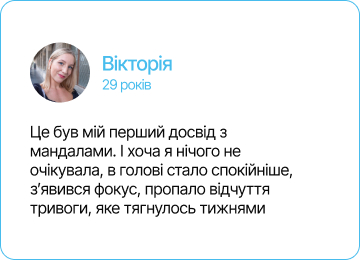 Вікторія
29 років
Це був мій перший досвід з
мандалами. І хоча я нічого не
очікувала, в голові стало спокійніше,
з’явився фокус, пропало відчуття
тривоги, яке тягнулось тижнями